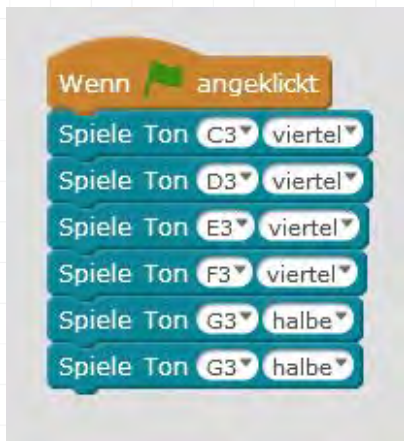 Wenn angeklickt
Spiele Ton C3 viertel
Spiele Ton D3 viertel
Spiele Ton E3 viertel
Spiele Ton F3 viertel
Spiele Ton G3 halbe
Spiele Ton G3 halbe